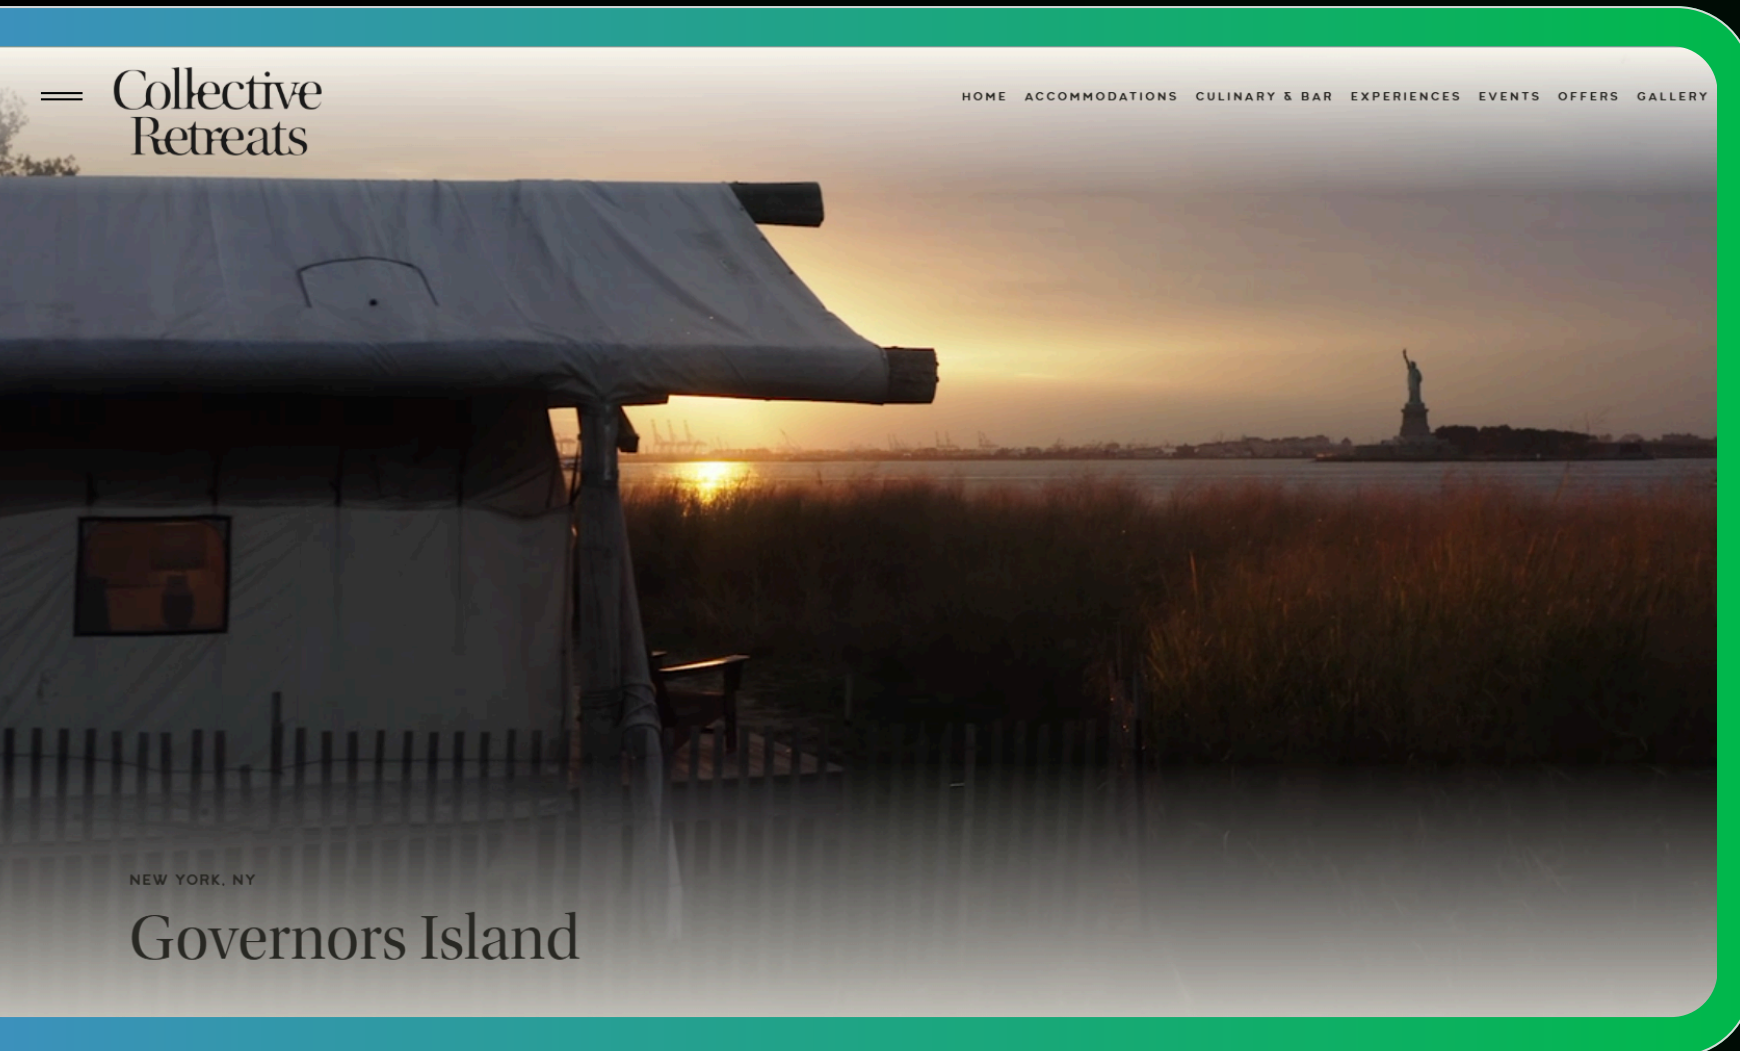 Collective
Retreats
HOME ACCOMMODATIONS CULINARY & BAR EXPERIENCES EVENTS OFFERS GALLERY
NEW YORK, NY
Governors Island